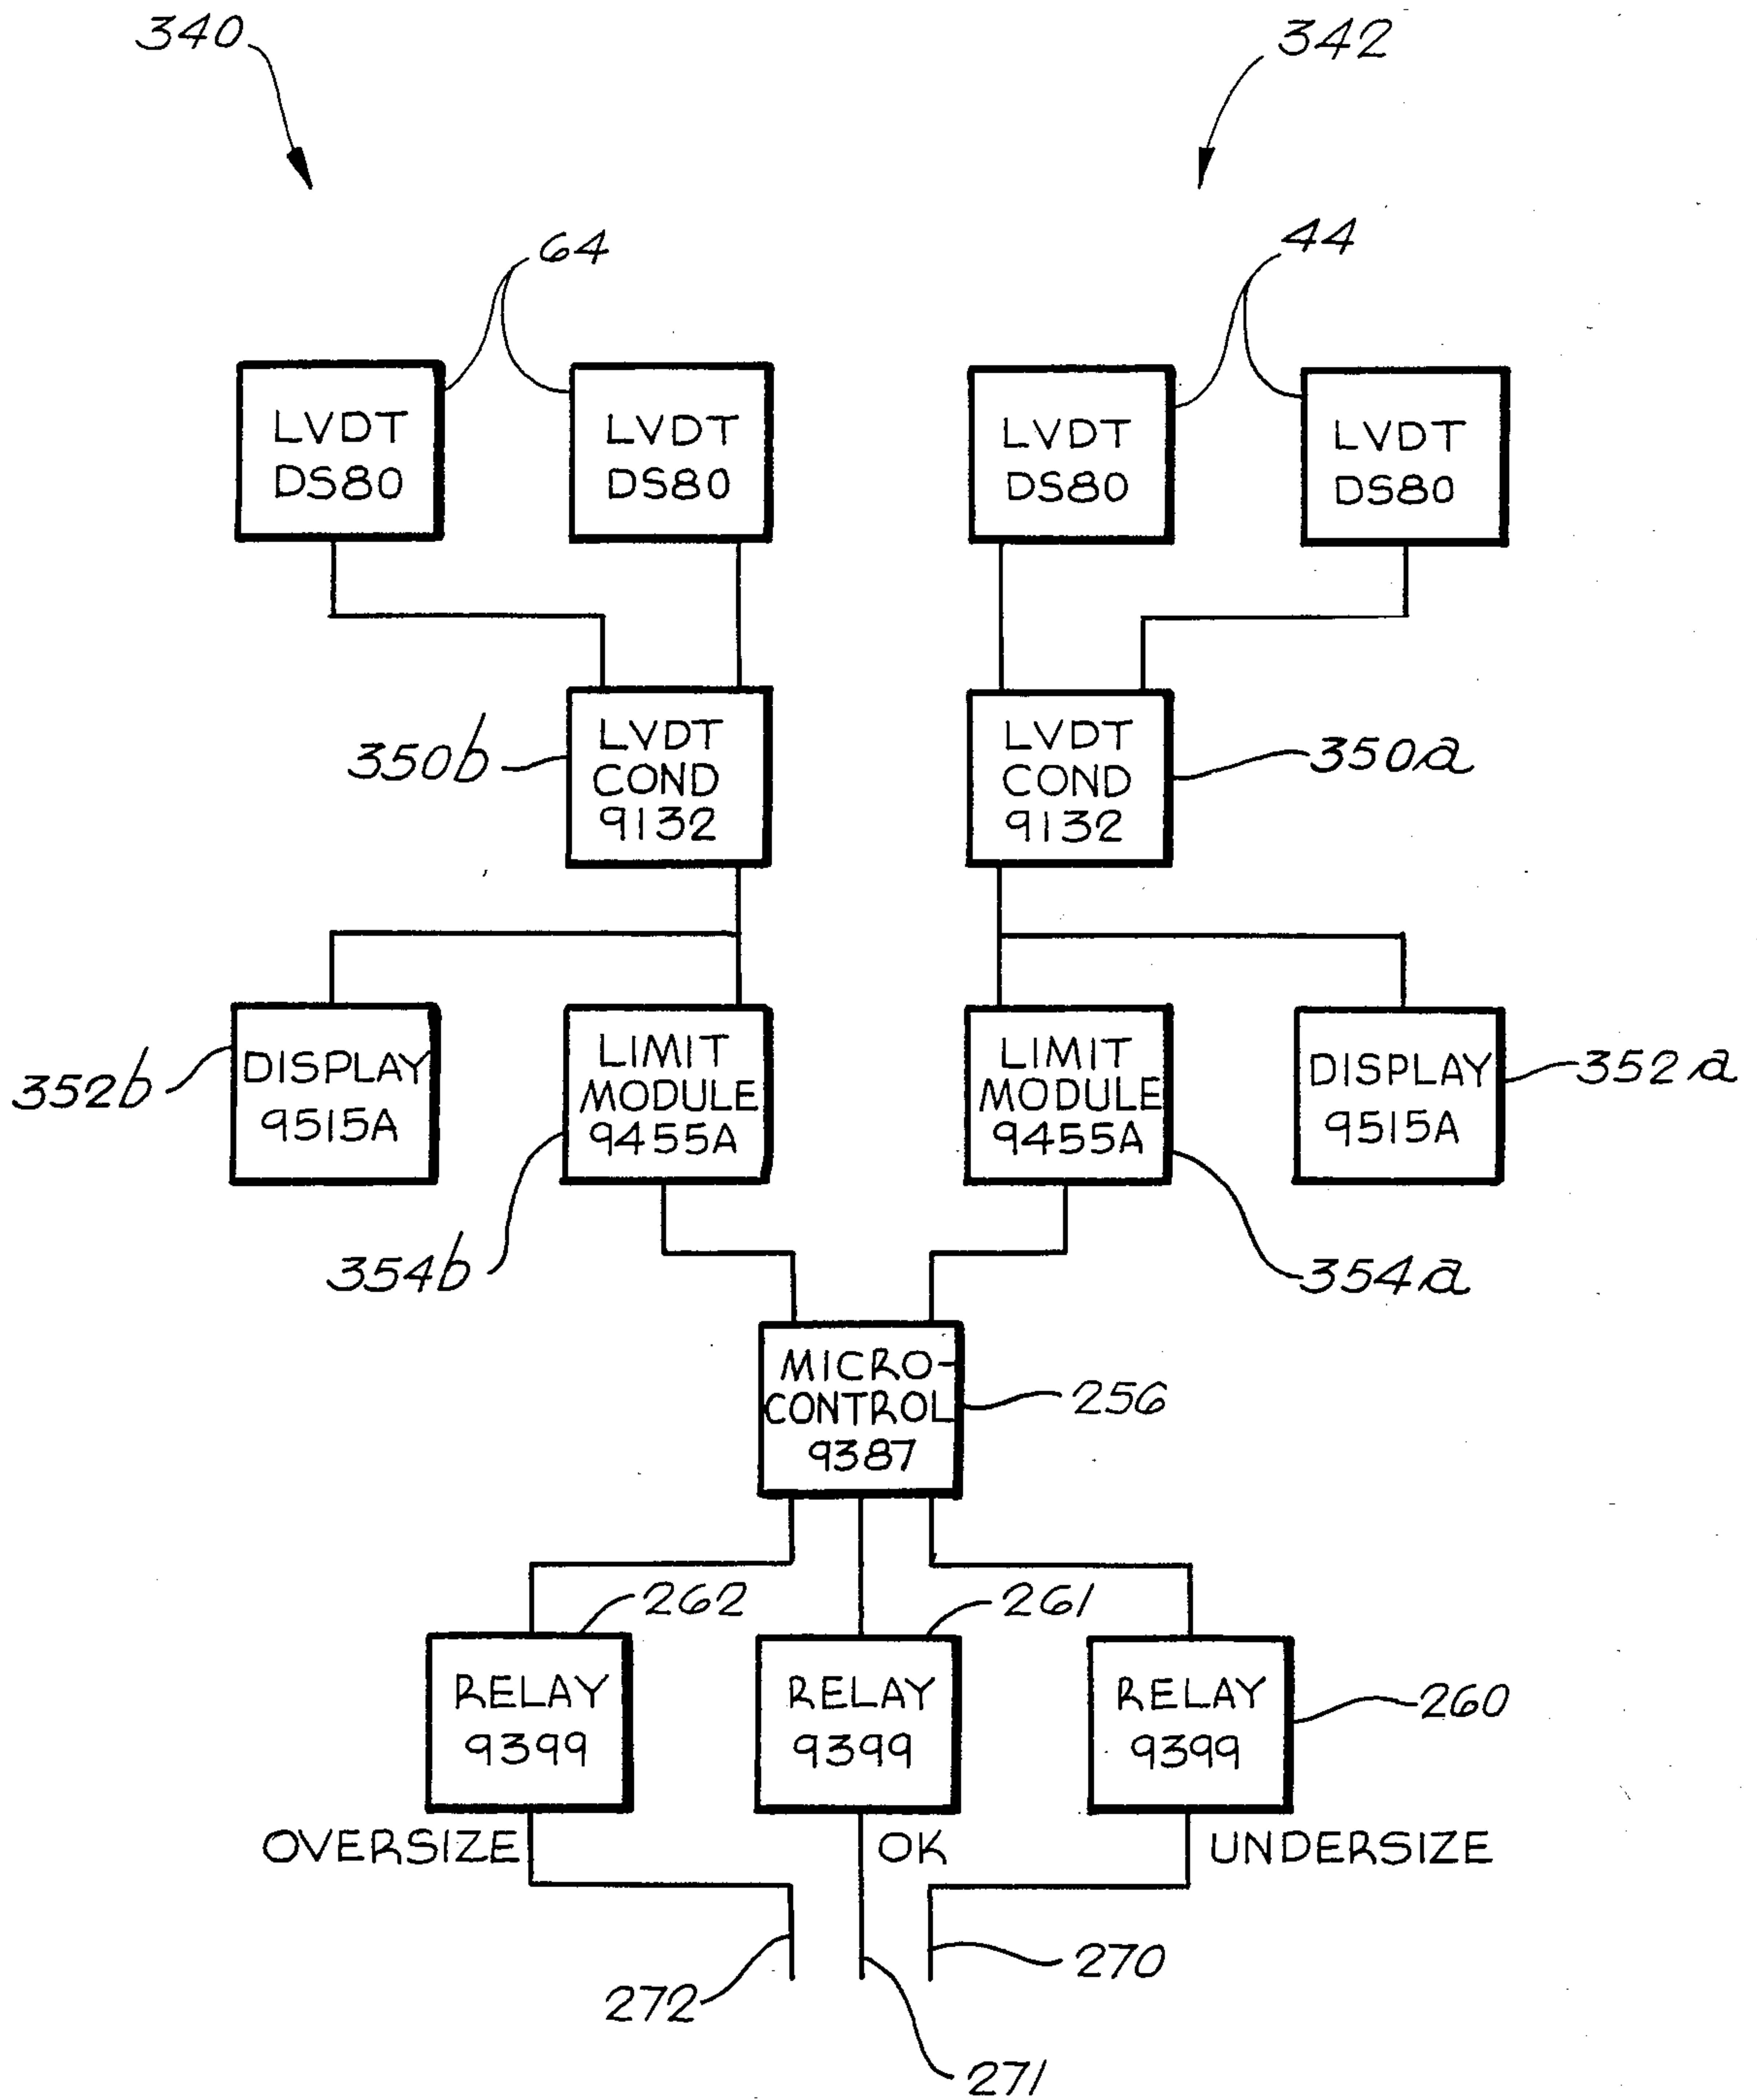 340
342
64
44
LVDT
DS80
LVDT
DS80
LVDT
DS80
LVDT
DS80
350b
LVDT
COND
9132
LVDT
COND
9132
350a
352b
DISPLAY
9515A
LIMIT
MODULE
9455A
LIMIT
MODULE
9455A
DISPLAY
9515A
352a
354b
354a
MICRO-
CONTROL
9387
256
262
261
RELAY
9399
RELAY
9399
RELAY
9399
260
OVERSIZE
OK
UNDERSIZE
272
271
270